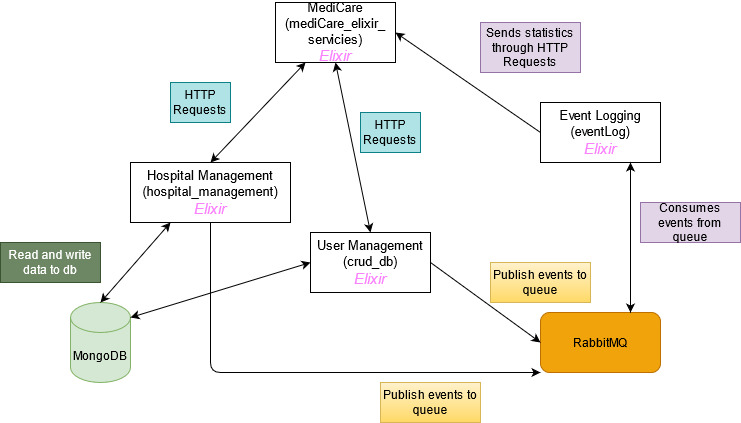 MediCare
(mediCare_elixir_
servicies)
Elixir
Sends statistics
through HTTP
Requests
HTTP
Requests
HTTP
Requests
Event Logging
(eventLog)
Elixir
Hospital Management
(hospital_management)
Elixir
Consumes
events from
queue
User Management
(crud_db)
Elixir
Read and write
data to db
Publish events to
queue
MongoDB
RabbitMQ
Publish events to
queue